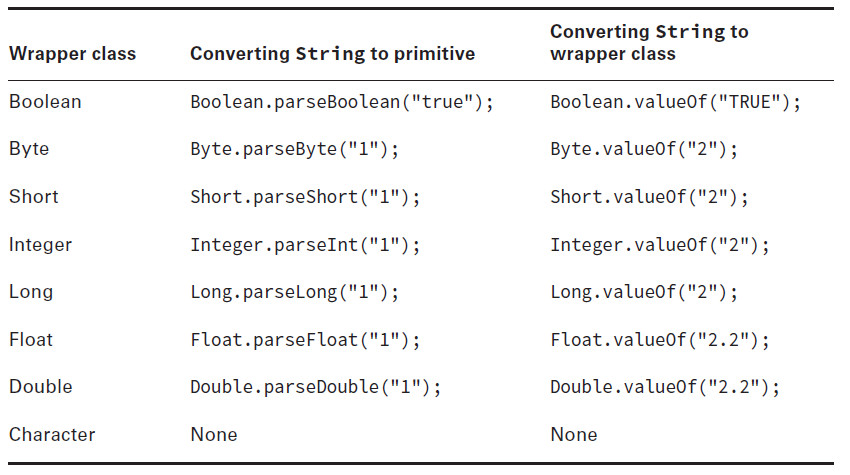 Wrapper class Converting String to primitive Converting String to wrapper class
Boolean Boolean.parseBoolean("true"); Boolean.valueOf("TRUE");
Byte Byte.parseByte("1"); Byte.valueOf("2");
Short Short.parseShort("1"); Short.valueOf("2");
Integer Integer.parseInt("1"); Integer.valueOf("2");
Long Long.parseLong("1"); Long.valueOf("2");
Float Float.parseFloat("1"); Float.valueOf("2.2");
Double Double.parseDouble("1"); Double.valueOf("2.2");
Character None None